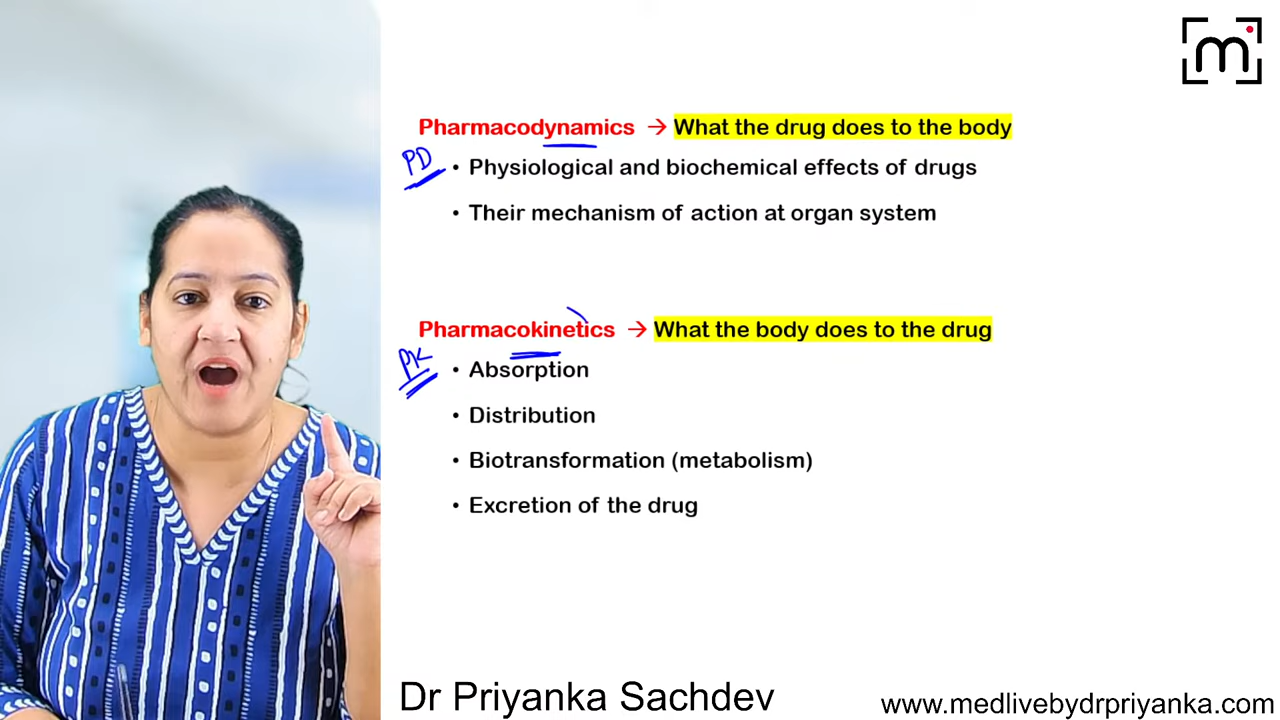 m
Pharmacodynamics → What the drug does to the body
PD
• Physiological and biochemical effects of drugs
• Their mechanism of action at organ system
Pharmacokinetics → What the body does to the drug
PK
• Absorption
• Distribution
• Biotransformation (metabolism)
• Excretion of the drug
Dr Priyanka Sachdev
www.medlivebydrpriyanka.com